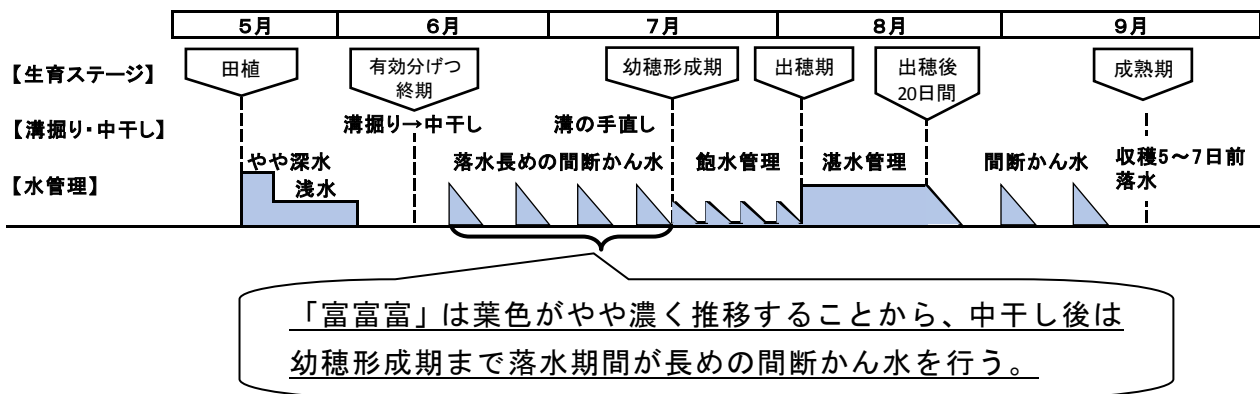 5月 6月 7月 8月 9月
【生育ステージ】 田植 有効分げつ 幼穂形成期 出穂期 出穂後 成熟期
終期 20日間
【溝掘り・中干し】 溝掘り→中干し 溝の手直し
【水管理】 やや深水 落水長めの間断かん水 飽水管理 湛水管理 間断かん水 収穫5~7日前
浅水 落水
「富富富」は葉色がやや濃く推移することから、中干し後は
幼穂形成期まで落水期間が長めの間断かん水を行う。